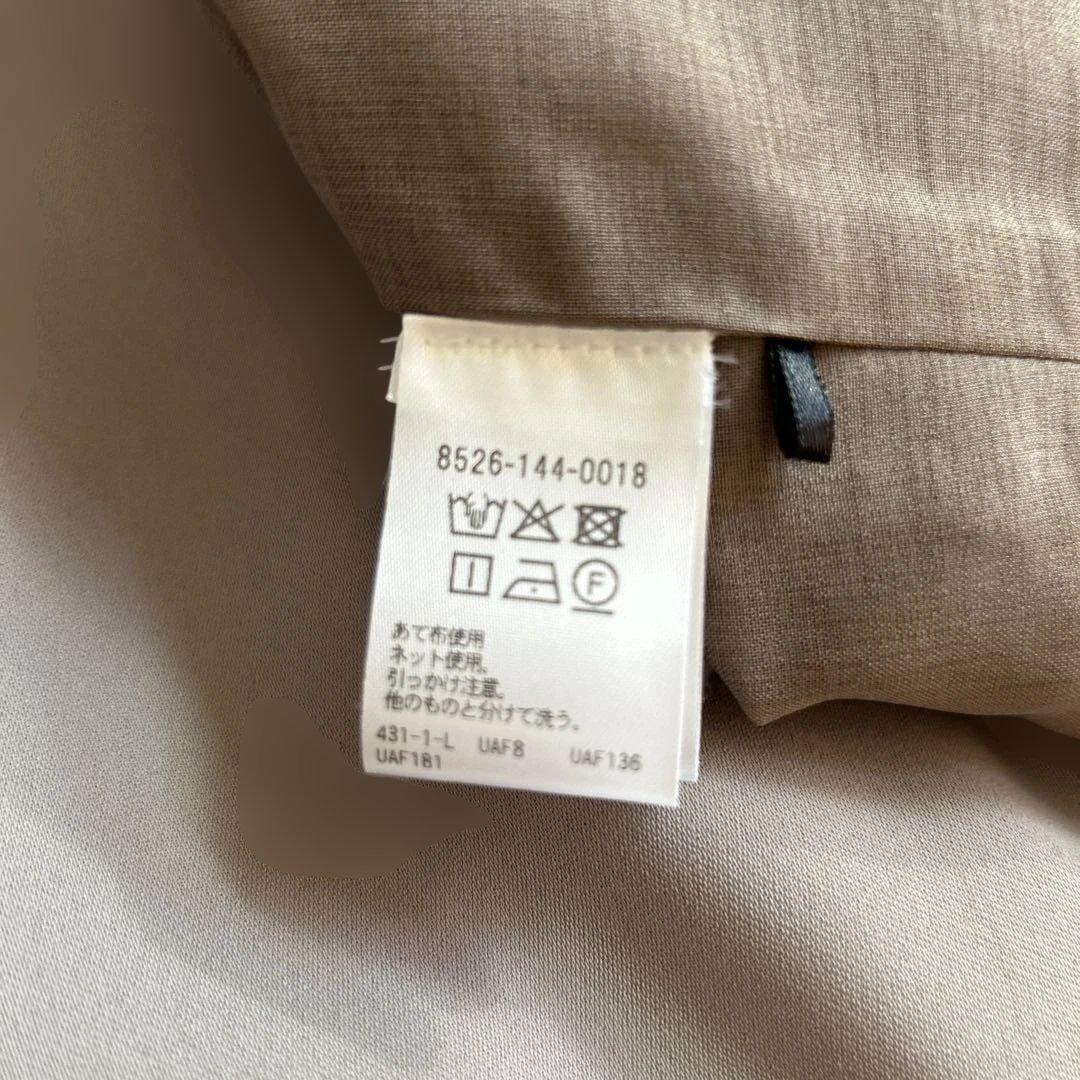 8526-144-0018
F
あて布使用
ネット使用、
引っかけ注意、
他のものと分けて洗う。
431-1-L UAF8 UAF136
UAF181